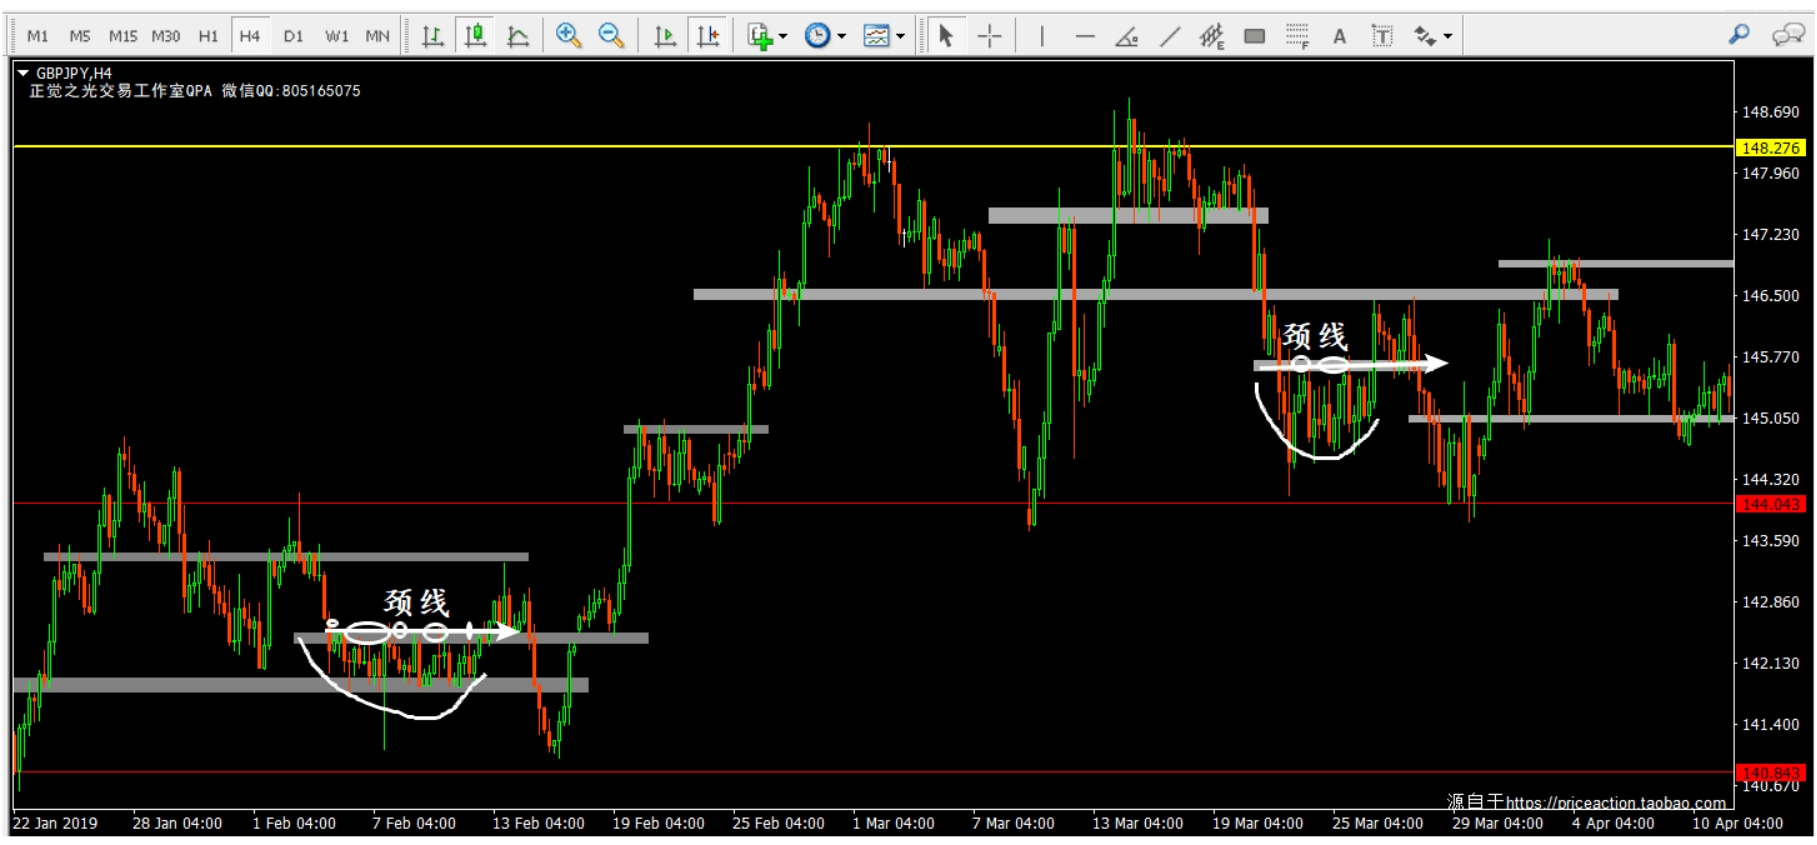 M1 M5 M15 M30 H1 H4 D1 W1 MN E F A T
GBPJPY,H4
正觉之光交易工作室QPA 微信QQ:805165075
148.690
148.276
147.960
147.230
146.500
颈线
145.770
145.050
144.320
144.043
143.590
颈线
142.860
142.130
141.400
140.843
140.670
源自于https://priceaction.taobao.com
22 Jan 2019 28 Jan 04:00 1 Feb 04:00 7 Feb 04:00 13 Feb 04:00 19 Feb 04:00 25 Feb 04:00 1 Mar 04:00 7 Mar 04:00 13 Mar 04:00 19 Mar 04:00 25 Mar 04:00 29 Mar 04:00 4 Apr 04:00 10 Apr 04:00